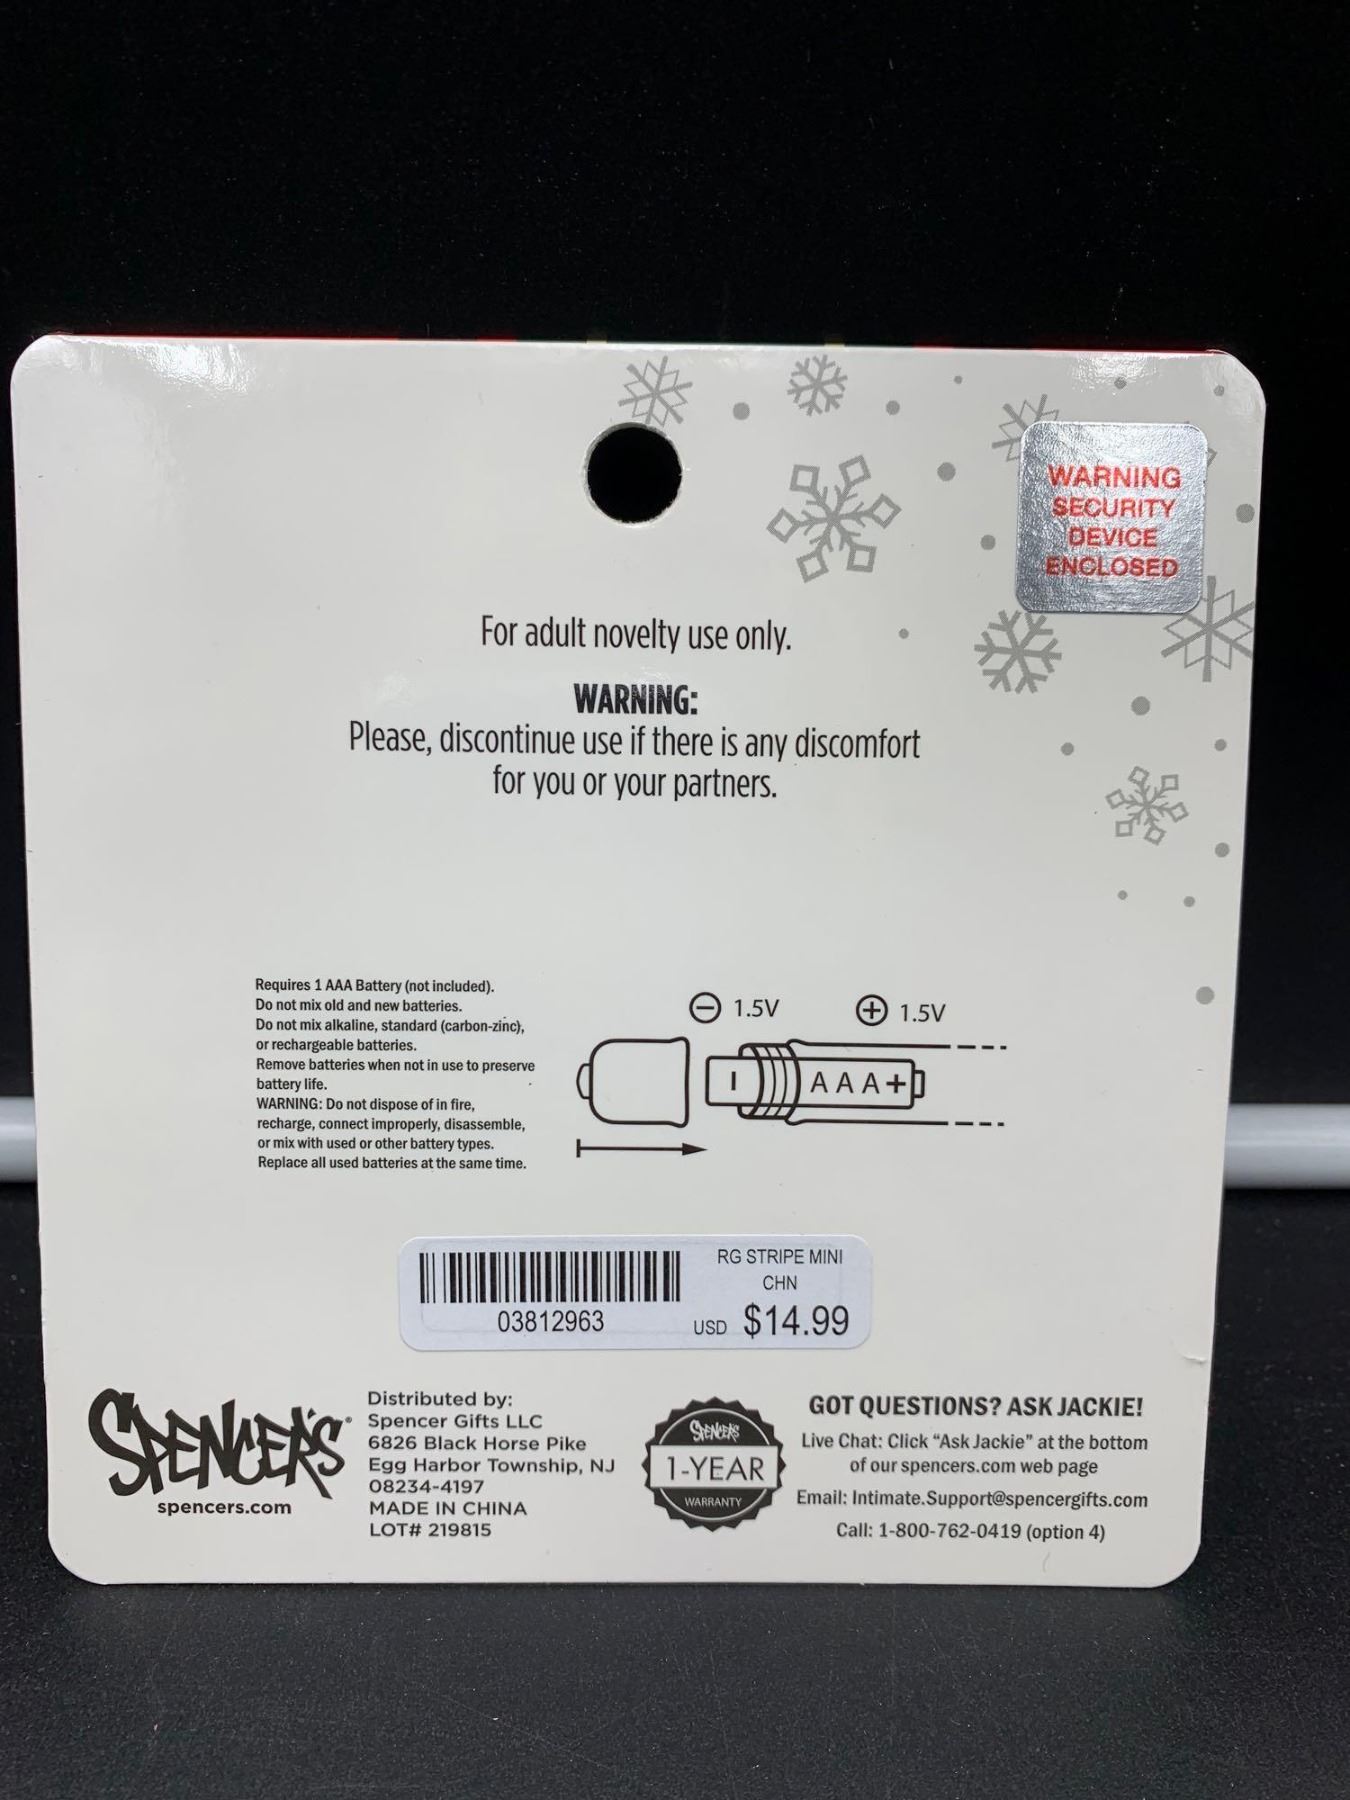 WARNING
SECURITY
DEVICE
ENCLOSED
For adult novelty use only.
WARNING:
Please, discontinue use if there is any discomfort
for you or your partners.
Requires 1 AAA Battery (not included).
Do not mix old and new batteries.
Do not mix alkaline, standard (carbon-zinc),
or rechargeable batteries.
Remove batteries when not in use to preserve
battery life.
WARNING: Do not dispose of in fire,
recharge, connect improperly, disassemble,
or mix with used or other battery types.
Replace all used batteries at the same time.
⊖ 1.5V ⊕ 1.5V
− AAA+
03812963
RG STRIPE MINI
CHN
USD $14.99
SPENCER'S
spencers.com
Distributed by:
Spencer Gifts LLC
6826 Black Horse Pike
Egg Harbor Township, NJ
08234-4197
MADE IN CHINA
LOT# 219815
SPENCER'S
1-YEAR
WARRANTY
GOT QUESTIONS? ASK JACKIE!
Live Chat: Click “Ask Jackie” at the bottom
of our spencers.com web page
Email: Intimate.Support@spencergifts.com
Call: 1-800-762-0419 (option 4)